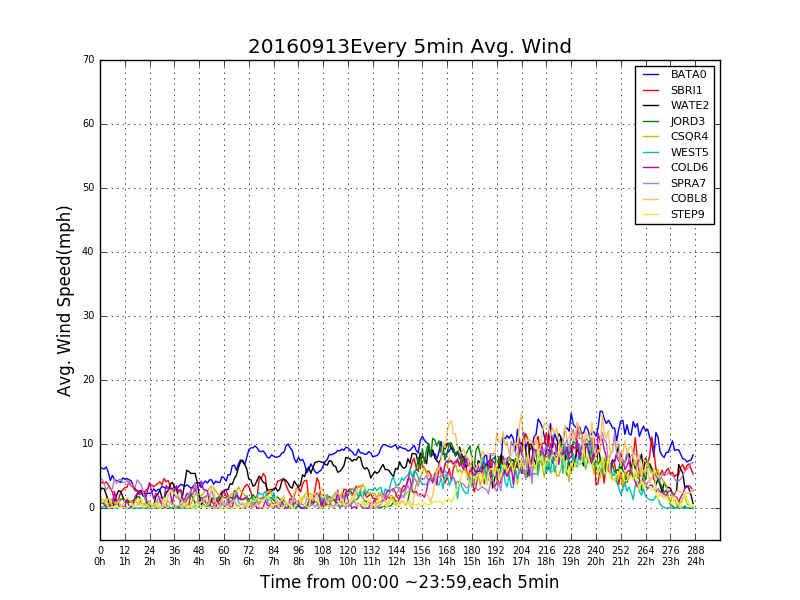 20160913Every 5min Avg. Wind
70
60
50
40
30
20
10
0
Avg. Wind Speed(mph)
BATA0
SBRI1
WATE2
JORD3
CSQR4
WEST5
COLD6
SPRA7
COBL8
STEP9
0 12 24 36 48 60 72 84 96 108 120 132 144 156 168 180 192 204 216 228 240 252 264 276 288
0h 1h 2h 3h 4h 5h 6h 7h 8h 9h 10h 11h 12h 13h 14h 15h 16h 17h 18h 19h 20h 21h 22h 23h 24h
Time from 00:00 ~23:59,each 5min